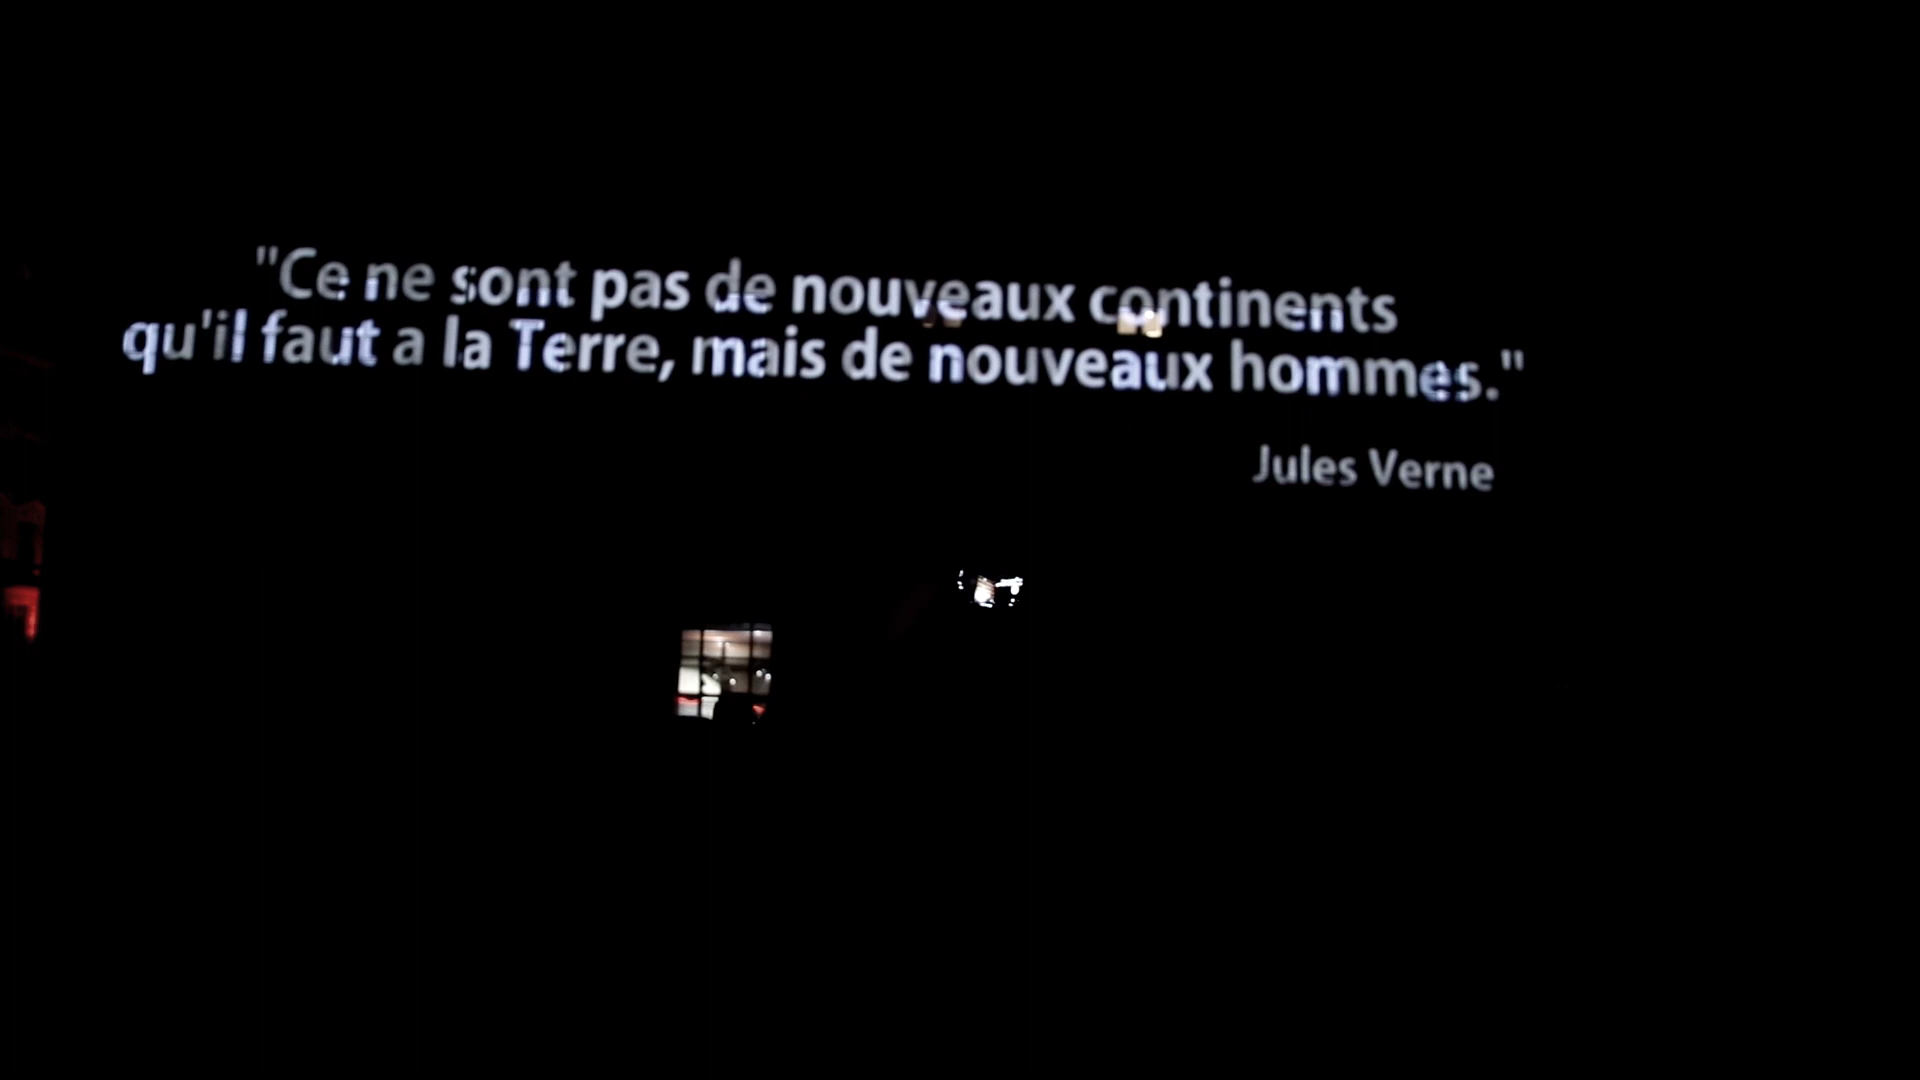 "Ce ne sont pas de nouveaux continents
qu'il faut a la Terre, mais de nouveaux hommes."
Jules Verne